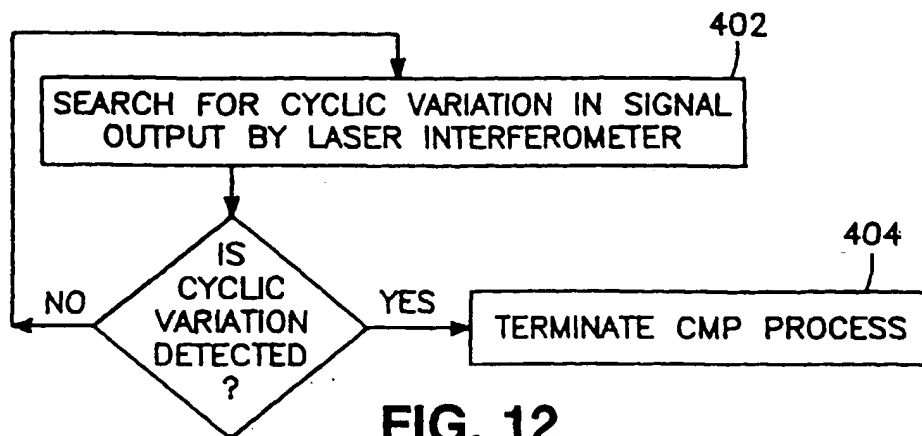 402
SEARCH FOR CYCLIC VARIATION IN SIGNAL
OUTPUT BY LASER INTERFEROMETER
IS
CYCLIC
VARIATION
DETECTED
?
NO
YES
404
TERMINATE CMP PROCESS
FIG. 12